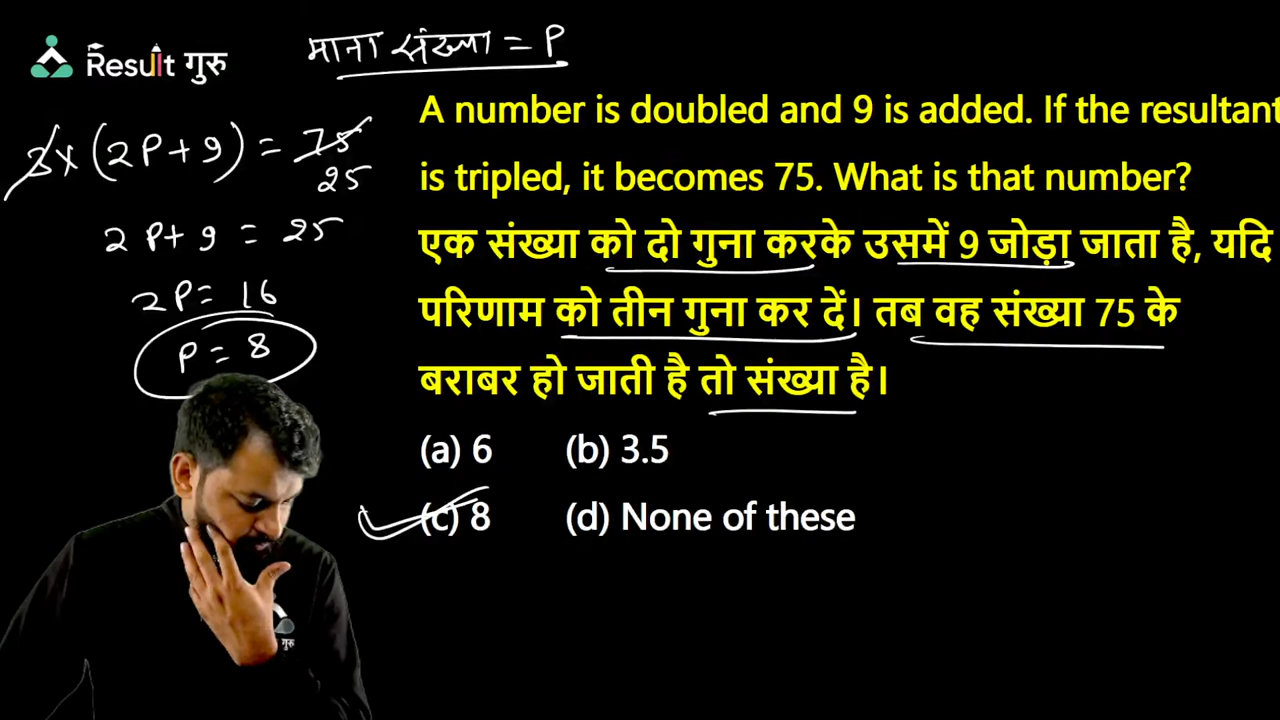 Result गुरु
माना संख्या = P
3x (2P+9) = 75
25
2P+9 = 25
2P= 16
P = 8
A number is doubled and 9 is added. If the resultant
is tripled, it becomes 75. What is that number?
एक संख्या को दो गुना करके उसमें 9 जोड़ा जाता है, यदि
परिणाम को तीन गुना कर दें। तब वह संख्या 75 के
बराबर हो जाती है तो संख्या है।
(a) 6 (b) 3.5
(c) 8 (d) None of these
गुरु